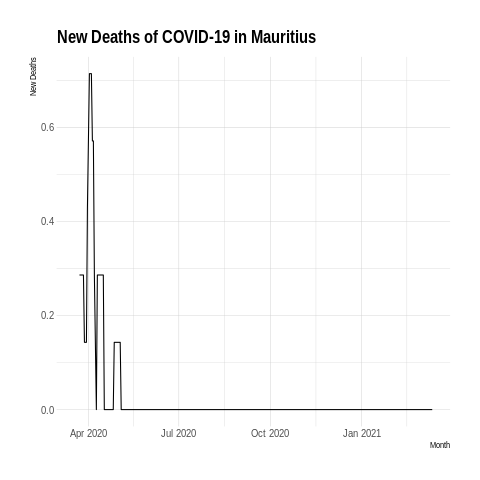 New Deaths of COVID-19 in Mauritius
New Deaths
0.6
0.4
0.2
0.0
Apr 2020 Jul 2020 Oct 2020 Jan 2021
Month